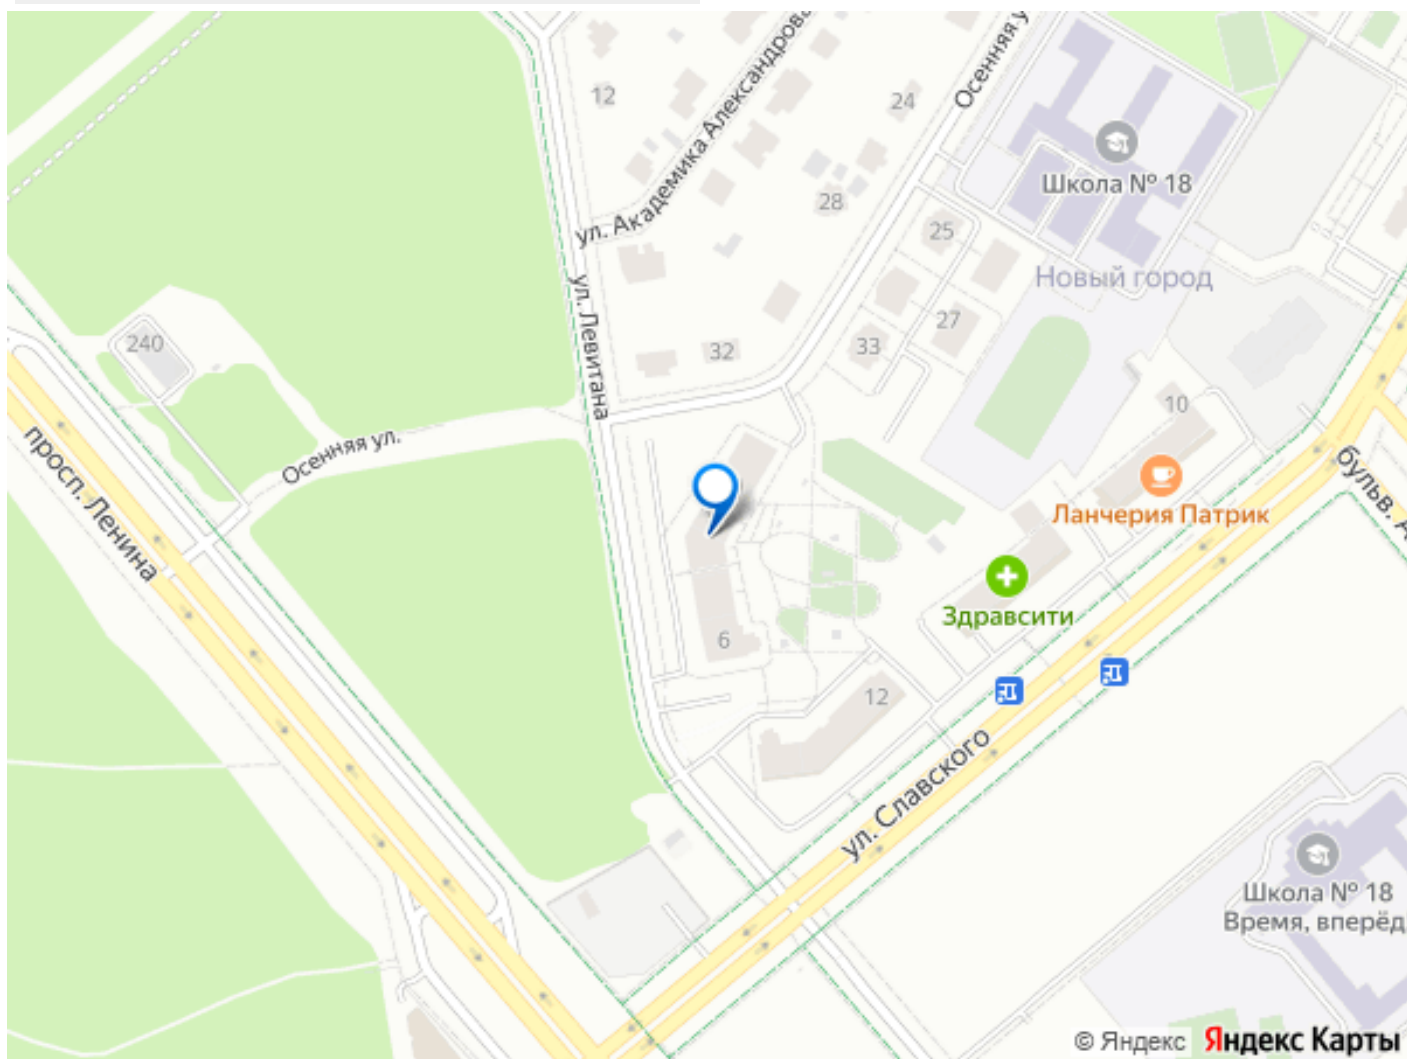 12
ул. Академика Александрова
24
Осенняя у
Школа № 18
28
25
Новый город
ул. Левитана
27
240
32
33
10
просп. Ленина
Осенняя ул.
бульв. А
Ланчерия Патрик
Здравсити
6
12
ул. Славского
Школа № 18
Время, вперёд
© Яндекс Яндекс Карты